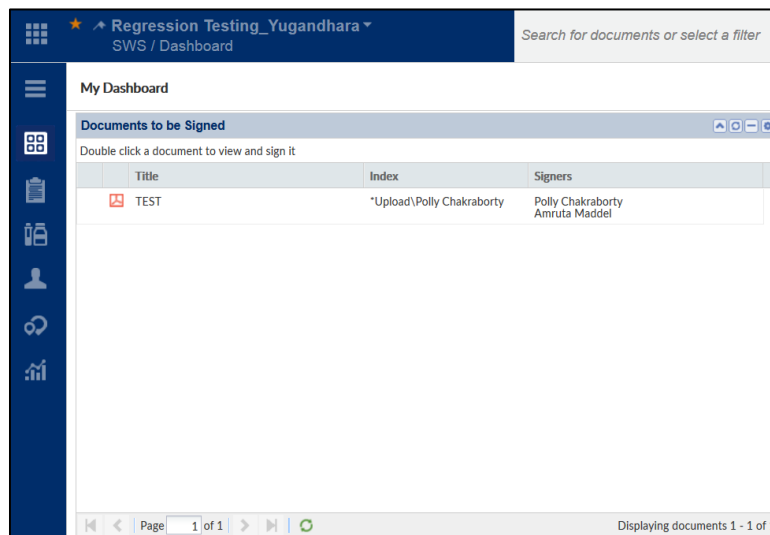 Regression Testing_Yugandhara
SWS / Dashboard
Search for documents or select a filter
My Dashboard
Documents to be Signed
Double click a document to view and sign it
Title Index Signers
TEST *Upload\Polly Chakraborty Polly Chakraborty
Amruta Maddel
Page 1 of 1 Displaying documents 1 - 1 of